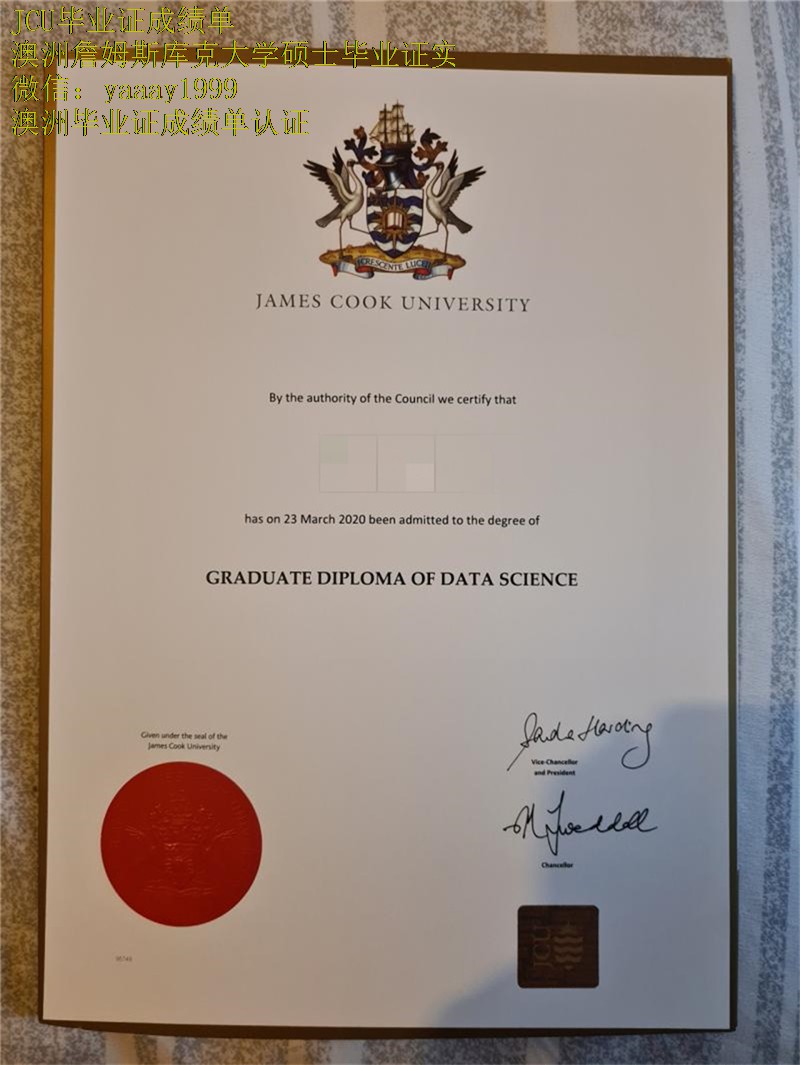 JCU毕业证成绩单
澳洲詹姆斯库克大学硕士毕业证实
微信：yaaay1999
澳洲毕业证成绩单认证
CRESCENTE LUCE
JAMES COOK UNIVERSITY
By the authority of the Council we certify that
has on 23 March 2020 been admitted to the degree of
GRADUATE DIPLOMA OF DATA SCIENCE
Given under the seal of the
James Cook University
Sandra Harding
Vice-Chancellor
and President
Chancellor
JCU